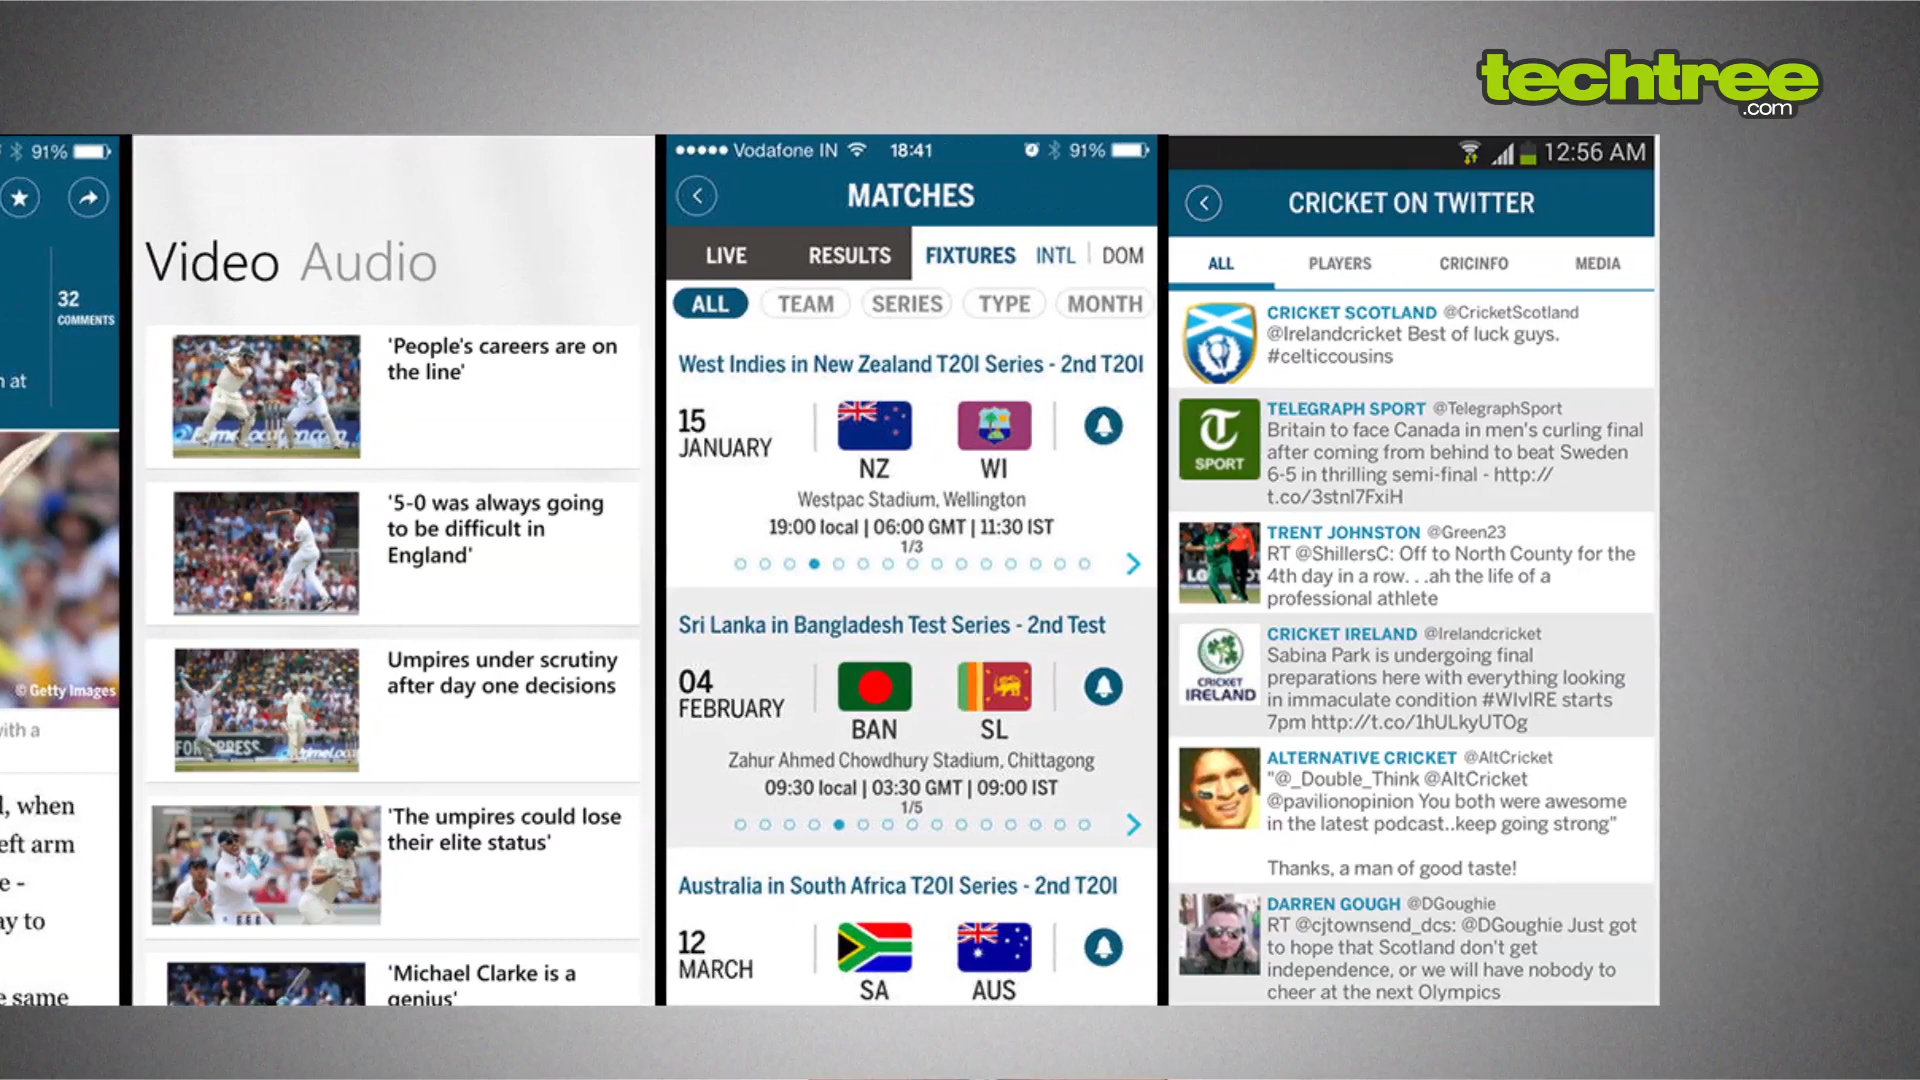 techtree
.com
91%
32
COMMENTS
n at
© Getty Images
with a
, when
eft arm
e -
ay to
e same
Video Audio
'People's careers are on
the line'
'5-0 was always going
to be difficult in
England'
Umpires under scrutiny
after day one decisions
'The umpires could lose
their elite status'
'Michael Clarke is a
genius'
Vodafone IN 18:41 91%
MATCHES
LIVE RESULTS FIXTURES INTL | DOM
ALL TEAM SERIES TYPE MONTH
West Indies in New Zealand T20I Series - 2nd T20I
15
JANUARY
NZ WI
Westpac Stadium, Wellington
19:00 local | 06:00 GMT | 11:30 IST
1/3
Sri Lanka in Bangladesh Test Series - 2nd Test
04
FEBRUARY
BAN SL
Zahur Ahmed Chowdhury Stadium, Chittagong
09:30 local | 03:30 GMT | 09:00 IST
1/5
Australia in South Africa T20I Series - 2nd T20I
12
MARCH
SA AUS
12:56 AM
CRICKET ON TWITTER
ALL PLAYERS CRICINFO MEDIA
CRICKET SCOTLAND @CricketScotland
@Irelandcricket Best of luck guys.
#celticcousins
T
SPORT
TELEGRAPH SPORT @TelegraphSport
Britain to face Canada in men's curling final
after coming from behind to beat Sweden
6-5 in thrilling semi-final - http://
t.co/3stnl7FxiH
TRENT JOHNSTON @Green23
RT @ShillersC: Off to North County for the
4th day in a row. . .ah the life of a
professional athlete
CRICKET
IRELAND
CRICKET IRELAND @Irelandcricket
Sabina Park is undergoing final
preparations here with everything looking
in immaculate condition #WIvIRE starts
7pm http://t.co/1hULkyUTOg
ALTERNATIVE CRICKET @AltCricket
"@_Double_Think @AltCricket
@pavilionopinion You both were awesome
in the latest podcast..keep going strong"
Thanks, a man of good taste!
DARREN GOUGH @DGoughie
RT @cjtownsend_dcs: @DGoughie Just got
to hope that Scotland don't get
independence, or we will have nobody to
cheer at the next Olympics